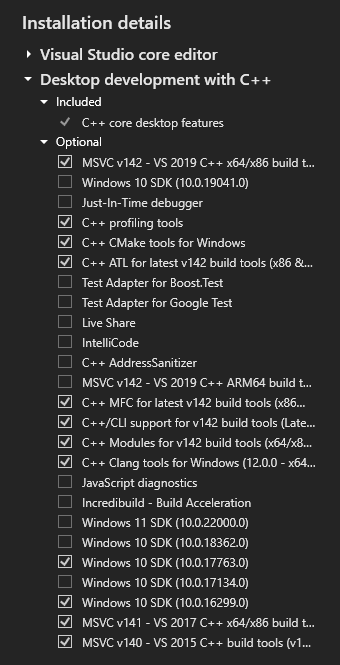 Installation details
Visual Studio core editor
Desktop development with C++
Included
C++ core desktop features
Optional
MSVC v142 - VS 2019 C++ x64/x86 build t...
Windows 10 SDK (10.0.19041.0)
Just-In-Time debugger
C++ profiling tools
C++ CMake tools for Windows
C++ ATL for latest v142 build tools (x86 &...
Test Adapter for Boost.Test
Test Adapter for Google Test
Live Share
IntelliCode
C++ AddressSanitizer
MSVC v142 - VS 2019 C++ ARM64 build t...
C++ MFC for latest v142 build tools (x86...
C++/CLI support for v142 build tools (Late...
C++ Modules for v142 build tools (x64/x8...
C++ Clang tools for Windows (12.0.0 - x64...
JavaScript diagnostics
Incredibuild - Build Acceleration
Windows 11 SDK (10.0.22000.0)
Windows 10 SDK (10.0.18362.0)
Windows 10 SDK (10.0.17763.0)
Windows 10 SDK (10.0.17134.0)
Windows 10 SDK (10.0.16299.0)
MSVC v141 - VS 2017 C++ x64/x86 build t...
MSVC v140 - VS 2015 C++ build tools (v1...